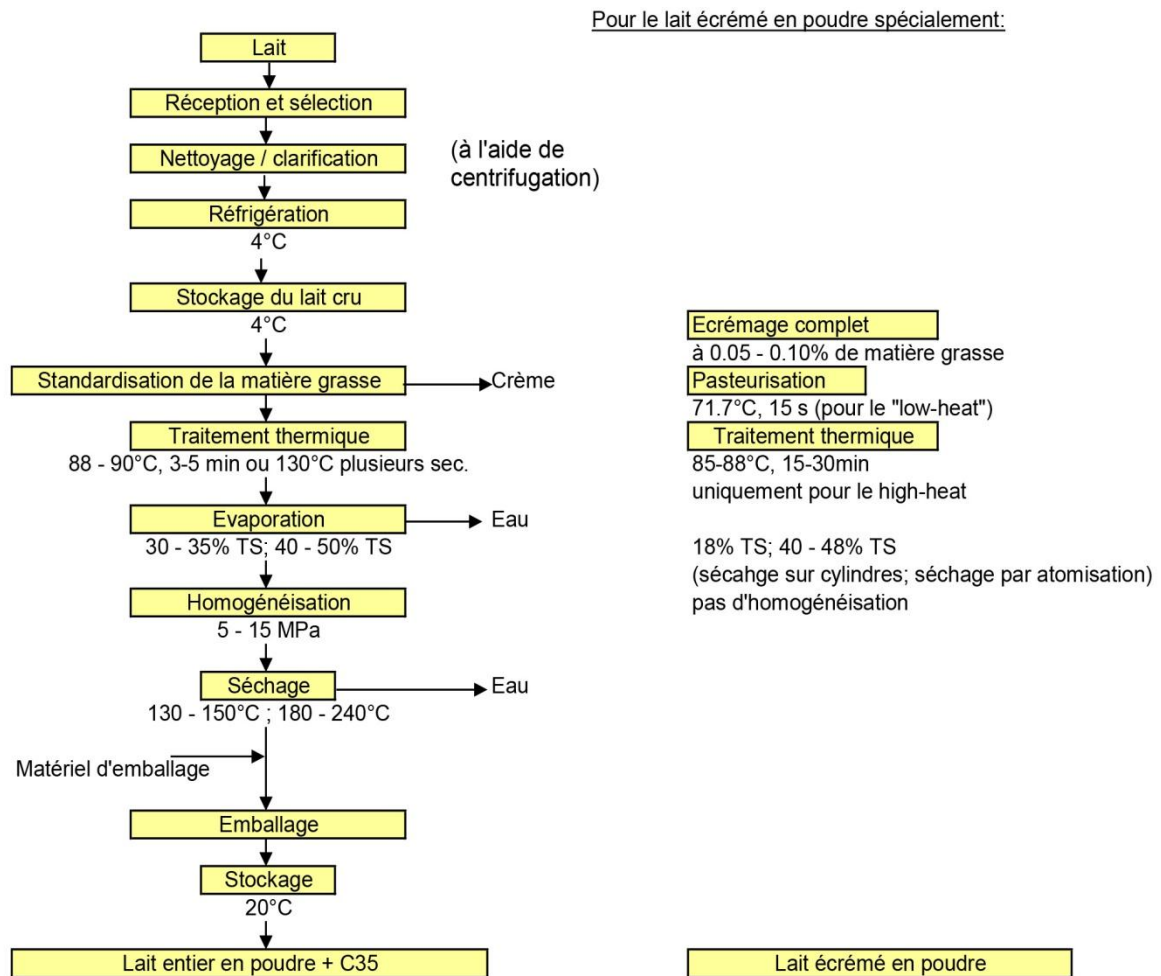 Pour le lait écrémé en poudre spécialement:
Lait
Réception et sélection
Nettoyage / clarification
(à l'aide de
centrifugation)
Réfrigération
4°C
Stockage du lait cru
4°C
Standardisation de la matière grasse
Crème
Traitement thermique
88 - 90°C, 3-5 min ou 130°C plusieurs sec.
Evaporation
Eau
30 - 35% TS; 40 - 50% TS
Homogénéisation
5 - 15 MPa
Séchage
Eau
130 - 150°C ; 180 - 240°C
Matériel d'emballage
Emballage
Stockage
20°C
Lait entier en poudre + C35
Ecrémage complet
à 0.05 - 0.10% de matière grasse
Pasteurisation
71.7°C, 15 s (pour le "low-heat")
Traitement thermique
85-88°C, 15-30min
uniquement pour le high-heat
18% TS; 40 - 48% TS
(sécahge sur cylindres; séchage par atomisation)
pas d'homogénéisation
Lait écrémé en poudre